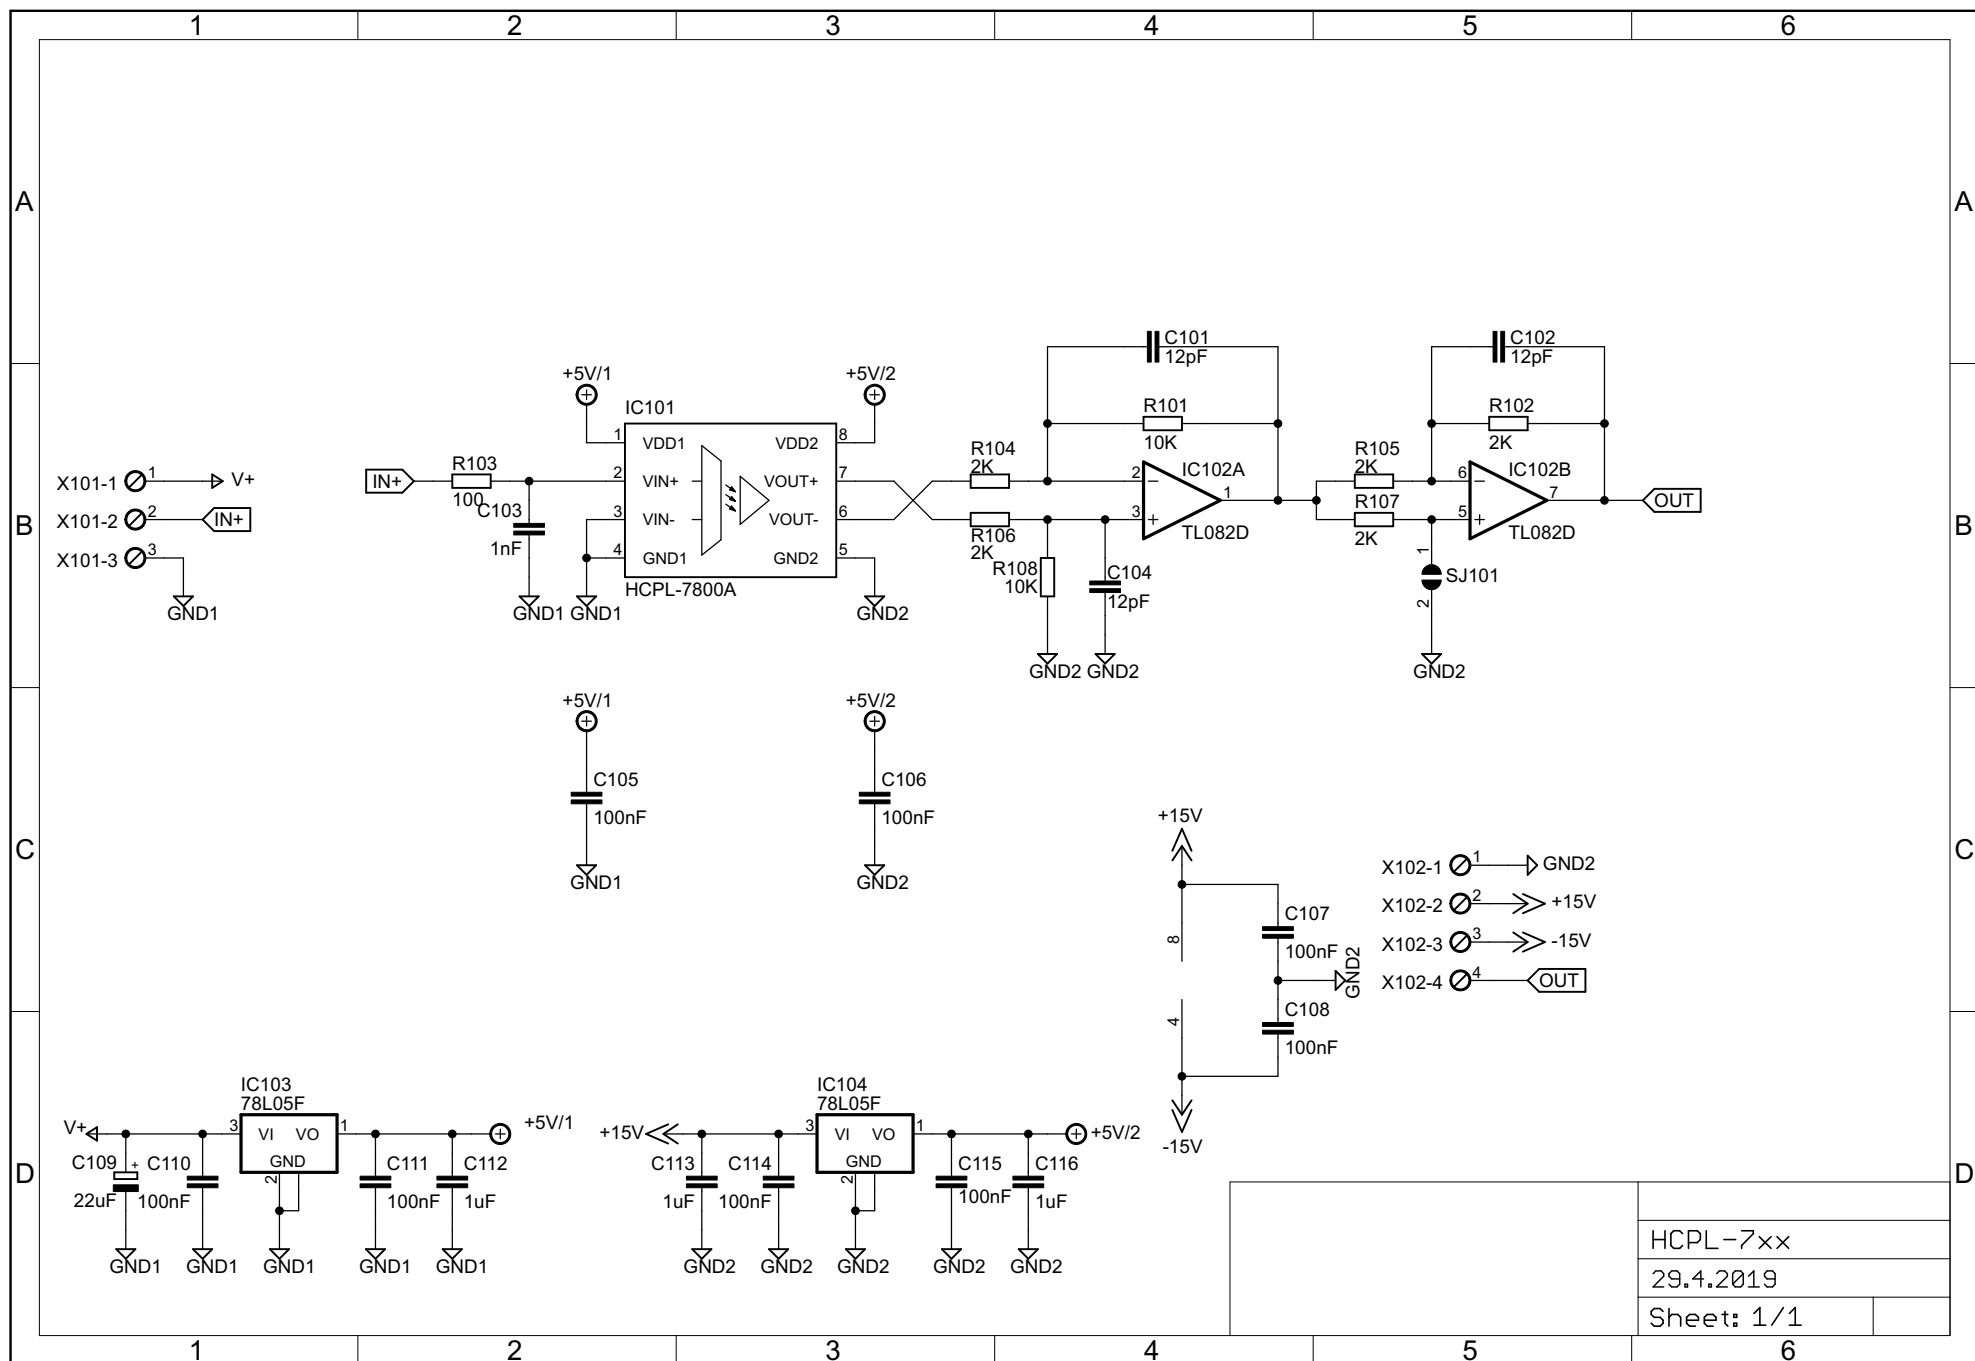 1 2 3 4 5 6
A A
C101
12pF
C102
12pF
+5V/1
+5V/2
IC101
R101
10K
R102
2K
1 VDD1 VDD2 8
R104
2K
R105
2K
X101-1 1 V+
IN+
R103
100
2 VIN+ VOUT+ 7
2
IC102A
1
TL082D
6
IC102B
7
TL082D
OUT
B B
X101-2 2 IN+
C103
1nF
3 VIN- VOUT- 6
R106
2K
3
R107
2K
5
X101-3 3
GND1
4 GND1 GND2 5
HCPL-7800A
R108
10K
C104
12pF
1
SJ101
2
GND1 GND1
GND2
GND2 GND2
GND2
+5V/1
+5V/2
C105
100nF
C106
100nF
GND1
GND2
C C
+15V
X102-1 1 GND2
X102-2 2 +15V
X102-3 3 -15V
X102-4 4 OUT
8
C107
100nF
GND2
4
C108
100nF
-15V
IC103
78L05F
V+ 3 VI VO 1 +5V/1
GND
2
C109
22uF
C110
100nF
C111
100nF
C112
1uF
GND1 GND1 GND1 GND1 GND1
IC104
78L05F
+15V 3 VI VO 1 +5V/2
GND
2
C113
1uF
C114
100nF
C115
100nF
C116
1uF
GND2 GND2 GND2 GND2 GND2
D D
HCPL-7xx
29.4.2019
Sheet: 1/1
1 2 3 4 5 6